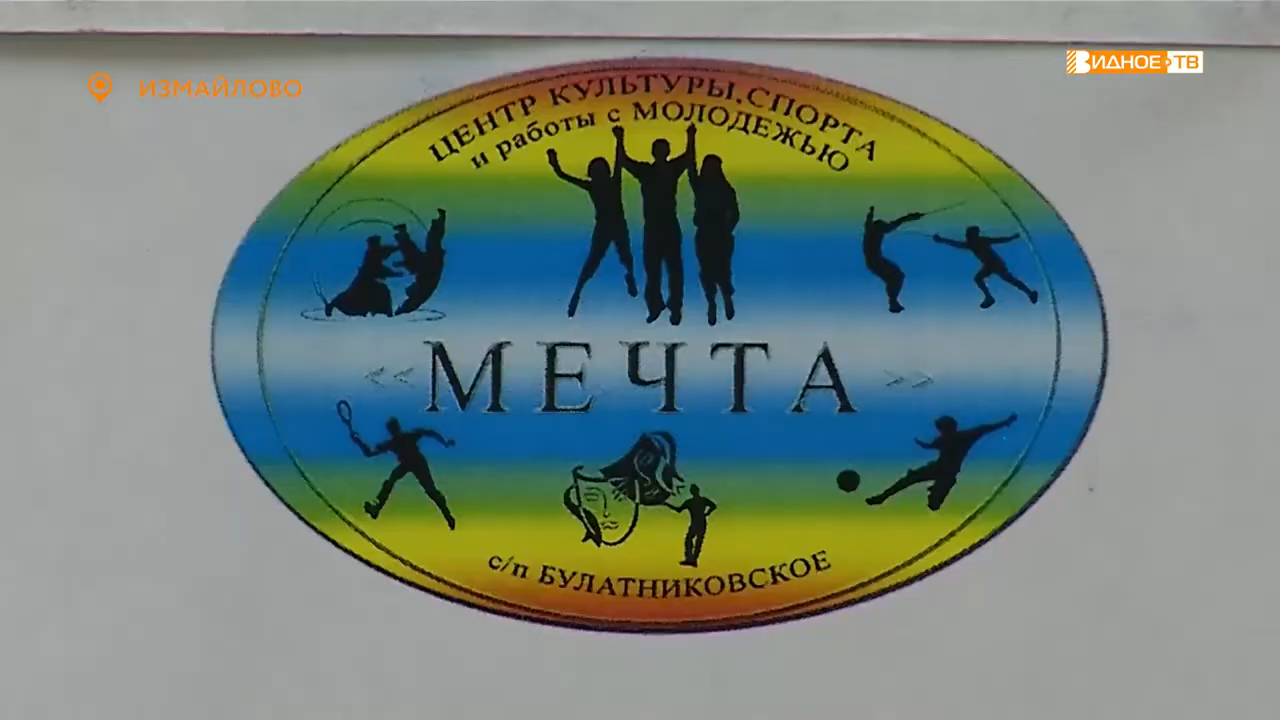 ИЗМАЙЛОВО
ВИДНОЕ ТВ
ЦЕНТР КУЛЬТУРЫ.СПОРТА
и работы с МОЛОДЕЖЬЮ
<<МЕЧТА>>
с/п БУЛАТНИКОВСКОЕ